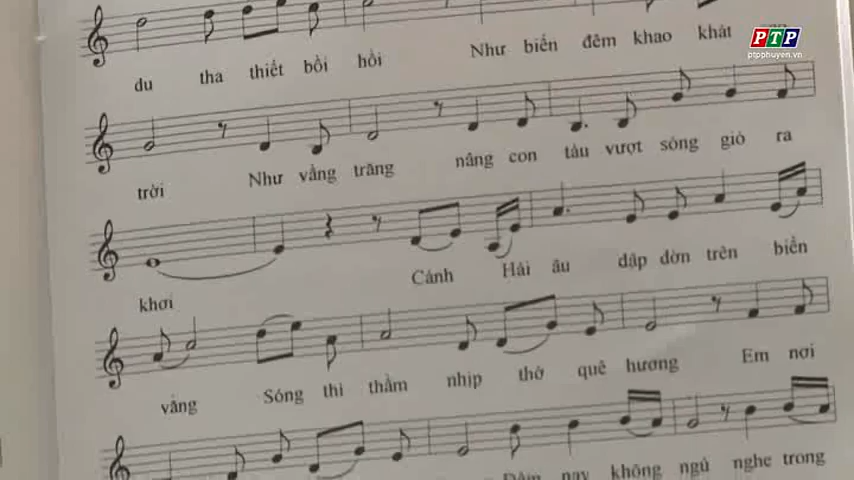 PTP
ptpphuyen.vn
du tha thiết bồi hồi Như biển đêm khao khát
trời Như vầng trăng nâng con tàu vượt sóng gió ra
khơi Cánh Hải âu dập dờn trên biển
vắng Sóng thì thầm nhịp thở quê hương Em nơi
Đêm nay không ngủ nghe trong